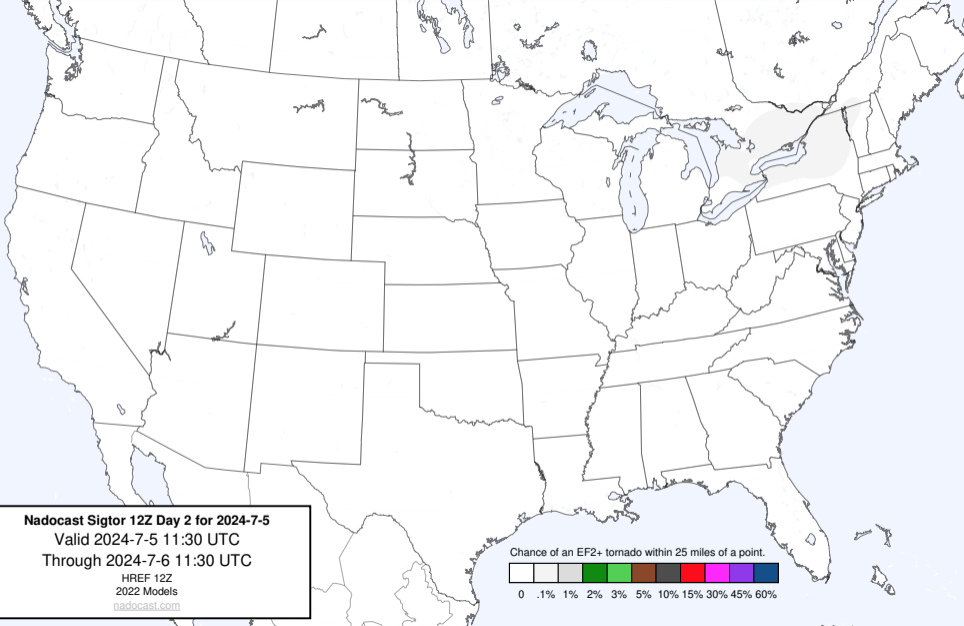 Nadocast Sigtor 12Z Day 2 for 2024-7-5
Valid 2024-7-5 11:30 UTC
Through 2024-7-6 11:30 UTC
HREF 12Z
2022 Models
nadocast.com
Chance of an EF2+ tornado within 25 miles of a point.
0 .1% 1% 2% 3% 5% 10% 15% 30% 45% 60%